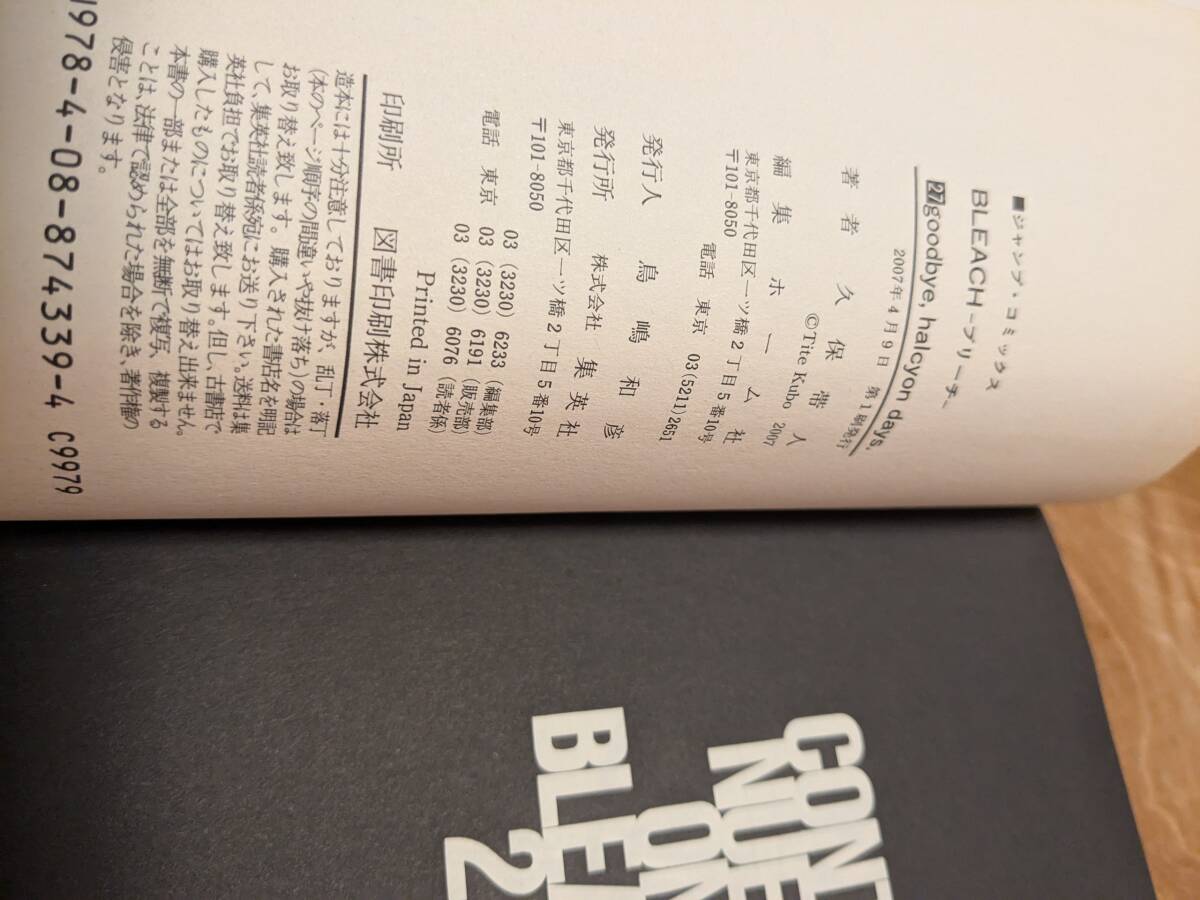 ■ジャンプ・コミックス
BLEACH－ブリーチ－
27 goodbye, halcyon days.
2007年4月9日　第1刷発行
著者　久保帯人
©Tite Kubo 2007
編集　ホーム社
東京都千代田区一ツ橋2丁目5番10号
〒101-8050
電話　東京　03(5211)2651
発行人　鳥嶋和彦
発行所　株式会社　集英社
東京都千代田区一ツ橋2丁目5番10号
〒101-8050
03（3230）6233（編集部）
電話　東京　03（3230）6191（販売部）
03（3230）6076（読者係）
Printed in Japan
印刷所　図書印刷株式会社
造本には十分注意しておりますが、乱丁・落丁
（本のページ順序の間違いや抜け落ち）の場合は
お取り替え致します。購入された書店名を明記
して、集英社読者係宛にお送り下さい。送料は集
英社負担でお取り替え致します。但し、古書店で
購入したものについてはお取り替え出来ません。
本書の一部または全部を無断で複写、複製する
ことは、法律で認められた場合を除き、著作権の
侵害となります。
978-4-08-874339-4 C9979
CONT
NUE
ON
BLEA
2